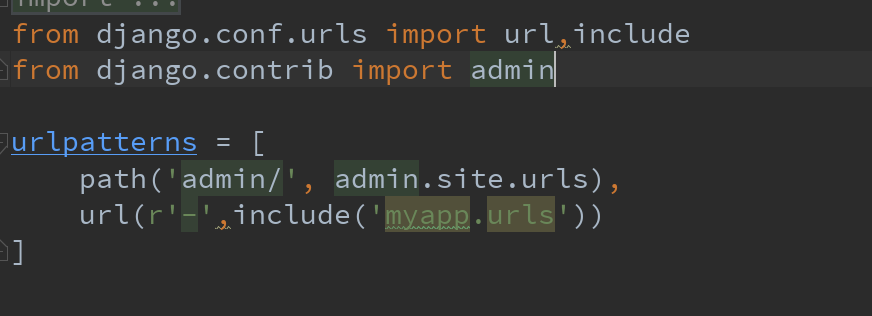 import ...
from django.conf.urls import url,include
from django.contrib import admin
urlpatterns = [
path('admin/', admin.site.urls),
url(r'-',include('myapp.urls'))
]